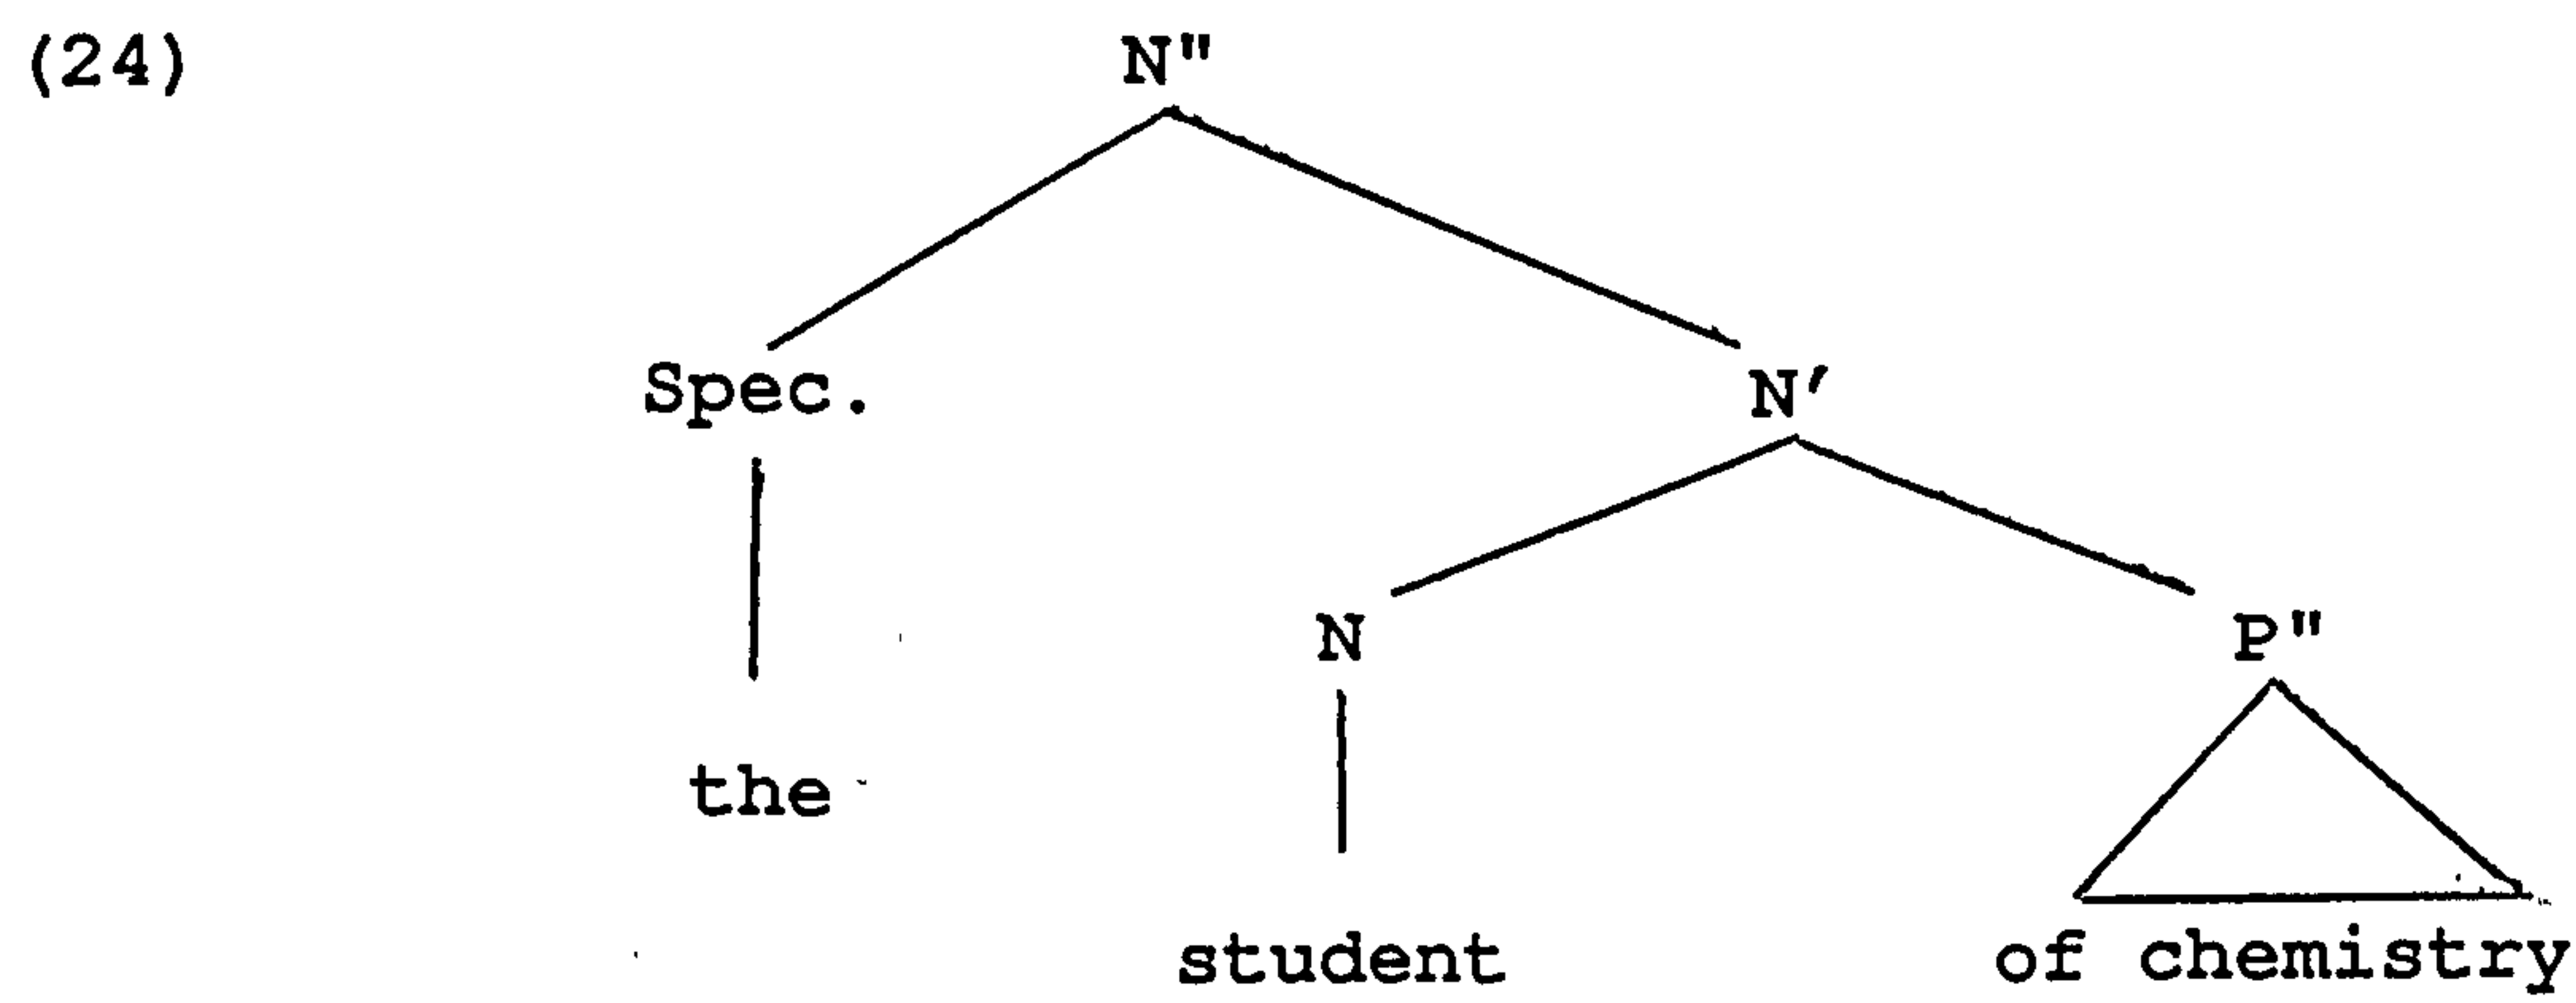 (24)
N"
Spec. N'
N P"
the
student of chemistry